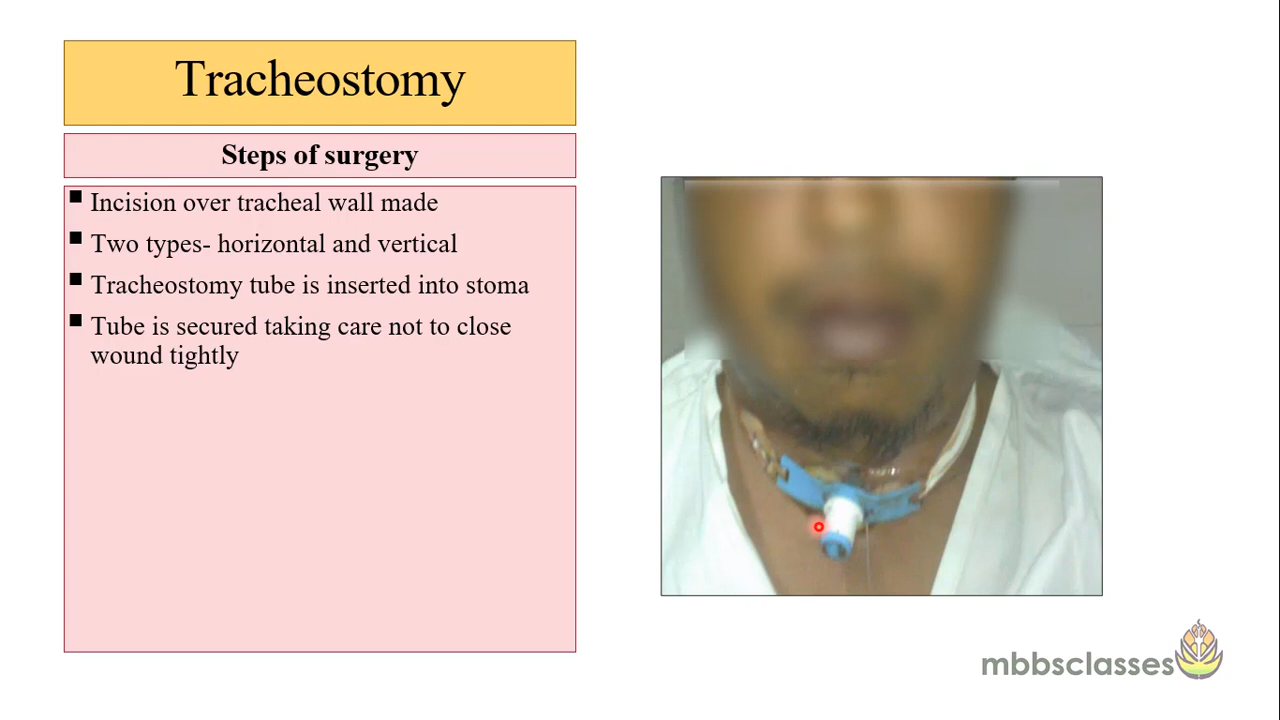 Tracheostomy
Steps of surgery
Incision over tracheal wall made
Two types- horizontal and vertical
Tracheostomy tube is inserted into stoma
Tube is secured taking care not to close
wound tightly
mbbsclasses